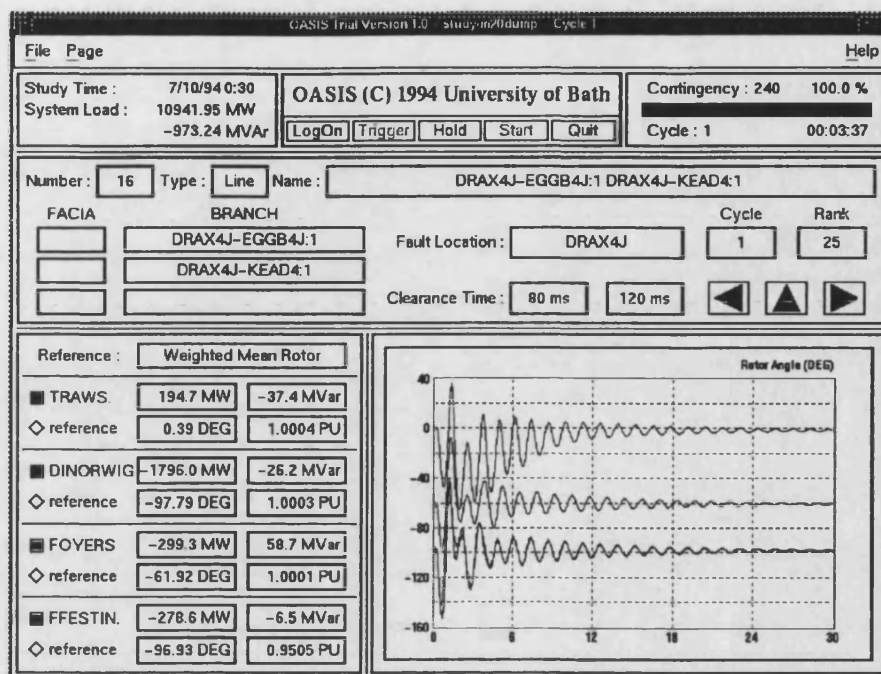 OASIS Trial Version 1.0 study-in20dump Cycle 1
File Page Help
Study Time : 7/10/94 0:30
System Load : 10941.95 MW
-973.24 MVAr
OASIS (C) 1994 University of Bath
LogOn Trigger Hold Start Quit
Contingency : 240 100.0 %
Cycle : 1 00:03:37
Number : 16 Type : Line Name : DRAX4J-EGGB4J:1 DRAX4J-KEAD4:1
FACIA BRANCH Cycle Rank
DRAX4J-EGGB4J:1 Fault Location : DRAX4J 1 25
DRAX4J-KEAD4:1
Clearance Time : 80 ms 120 ms
Reference : Weighted Mean Rotor
TRAWS. 194.7 MW -37.4 MVar
reference 0.39 DEG 1.0004 PU
DINORWIG -1796.0 MW -26.2 MVar
reference -97.79 DEG 1.0003 PU
FOYERS -299.3 MW 58.7 MVar
reference -61.92 DEG 1.0001 PU
FFESTIN. -278.6 MW -6.5 MVar
reference -96.93 DEG 0.9505 PU
Rotor Angle (DEG)
40
0
-40
-80
-120
-160
0 6 12 18 24 30